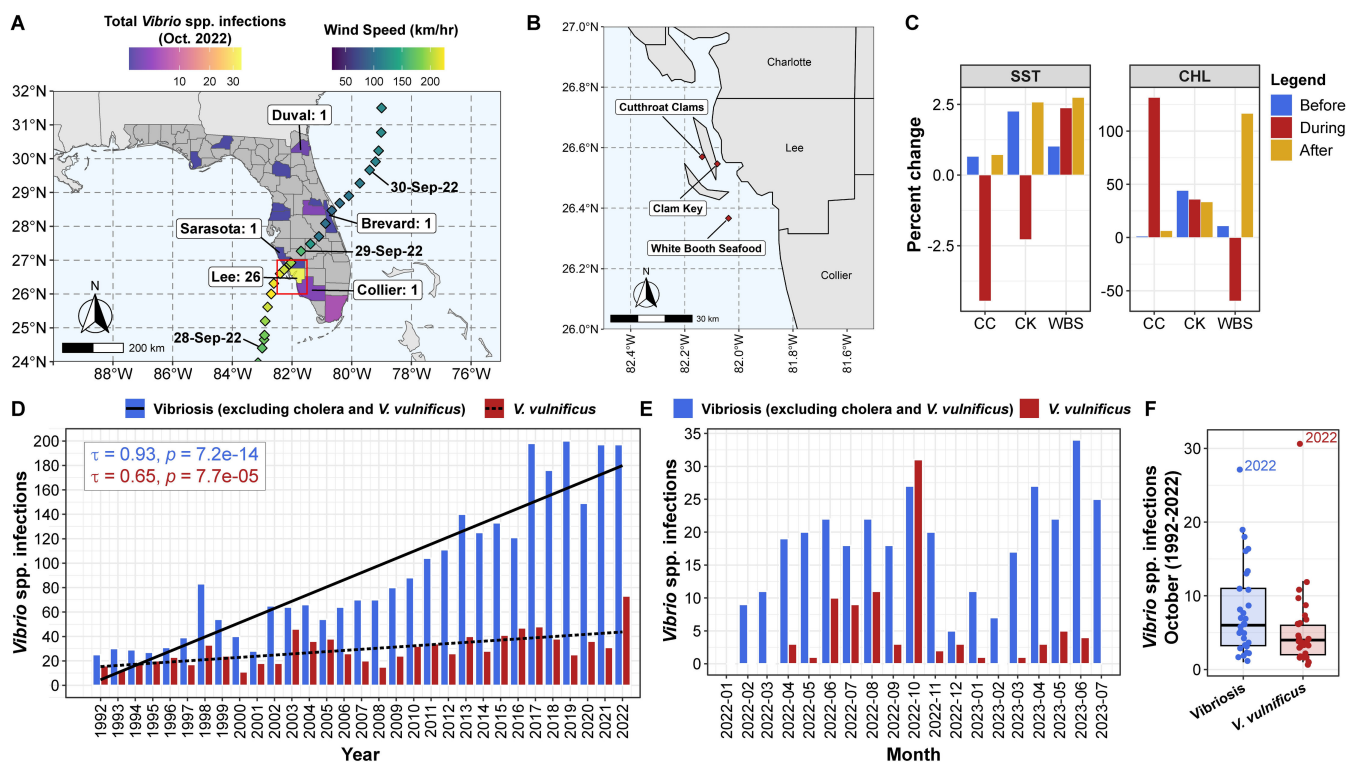 A
Total Vibrio spp. infections
(Oct. 2022)
10 20 30
Wind Speed (km/hr)
50 100 150 200
32°N
31°N
30°N
29°N
28°N
27°N
26°N
25°N
24°N
88°W 86°W 84°W 82°W 80°W 78°W 76°W
Duval: 1
30-Sep-22
Brevard: 1
Sarasota: 1
29-Sep-22
Lee: 26
Collier: 1
28-Sep-22
N
200 km
B
27.0°N
26.8°N
26.6°N
26.4°N
26.2°N
26.0°N
82.4°W
82.2°W
82.0°W
81.8°W
81.6°W
Charlotte
Cutthroat Clams
Lee
Clam Key
White Booth Seafood
Collier
N
30 km
C
SST
CHL
Percent change
2.5
0.0
-2.5
100
50
0
-50
CC CK WBS
CC CK WBS
Legend
Before
During
After
D
Vibriosis (excluding cholera and V. vulnificus)
V. vulnificus
τ = 0.93, p = 7.2e-14
τ = 0.65, p = 7.7e-05
Vibrio spp. infections
200
180
160
140
120
100
80
60
40
20
0
1992
1993
1994
1995
1996
1997
1998
1999
2000
2001
2002
2003
2004
2005
2006
2007
2008
2009
2010
2011
2012
2013
2014
2015
2016
2017
2018
2019
2020
2021
2022
Year
E
Vibriosis (excluding cholera and V. vulnificus)
V. vulnificus
Vibrio spp. infections
35
30
25
20
15
10
5
0
2022-01
2022-02
2022-03
2022-04
2022-05
2022-06
2022-07
2022-08
2022-09
2022-10
2022-11
2022-12
2023-01
2023-02
2023-03
2023-04
2023-05
2023-06
2023-07
Month
F
Vibrio spp. infections
October (1992-2022)
30
20
10
0
2022
2022
Vibriosis
V. vulnificus